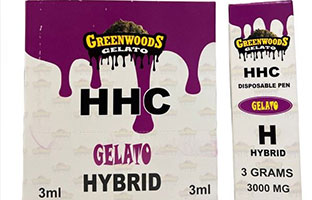 GREENWOODS
GELATO
HHC
GELATO
HYBRID
3ml
3ml
GREENWOODS
GELATO
HHC
DISPOSABLE PEN
GELATO
H
HYBRID
3 GRAMS
3000 MG